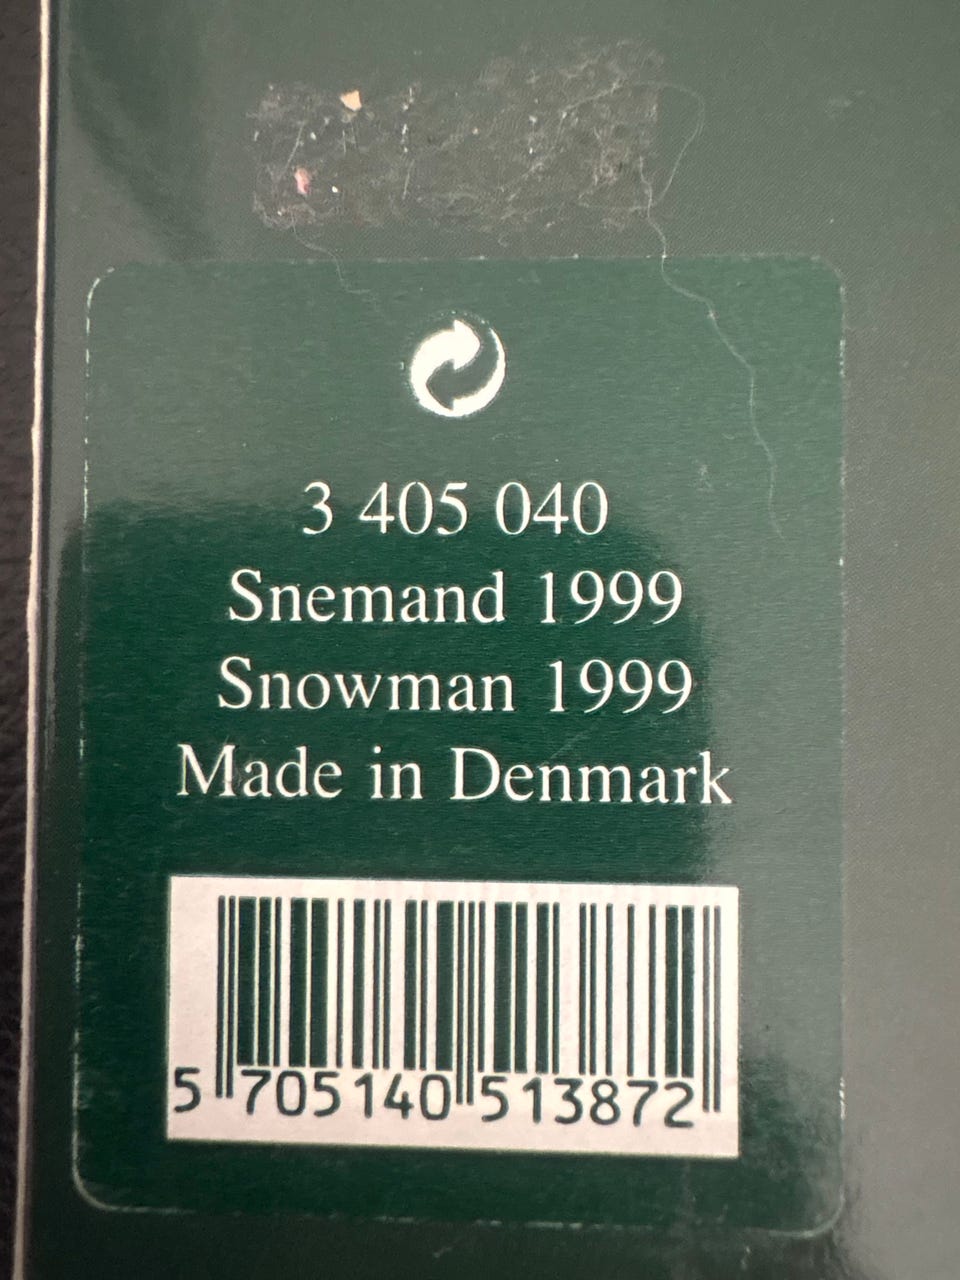 3 405 040
Snemand 1999
Snowman 1999
Made in Denmark
5 705140 513872